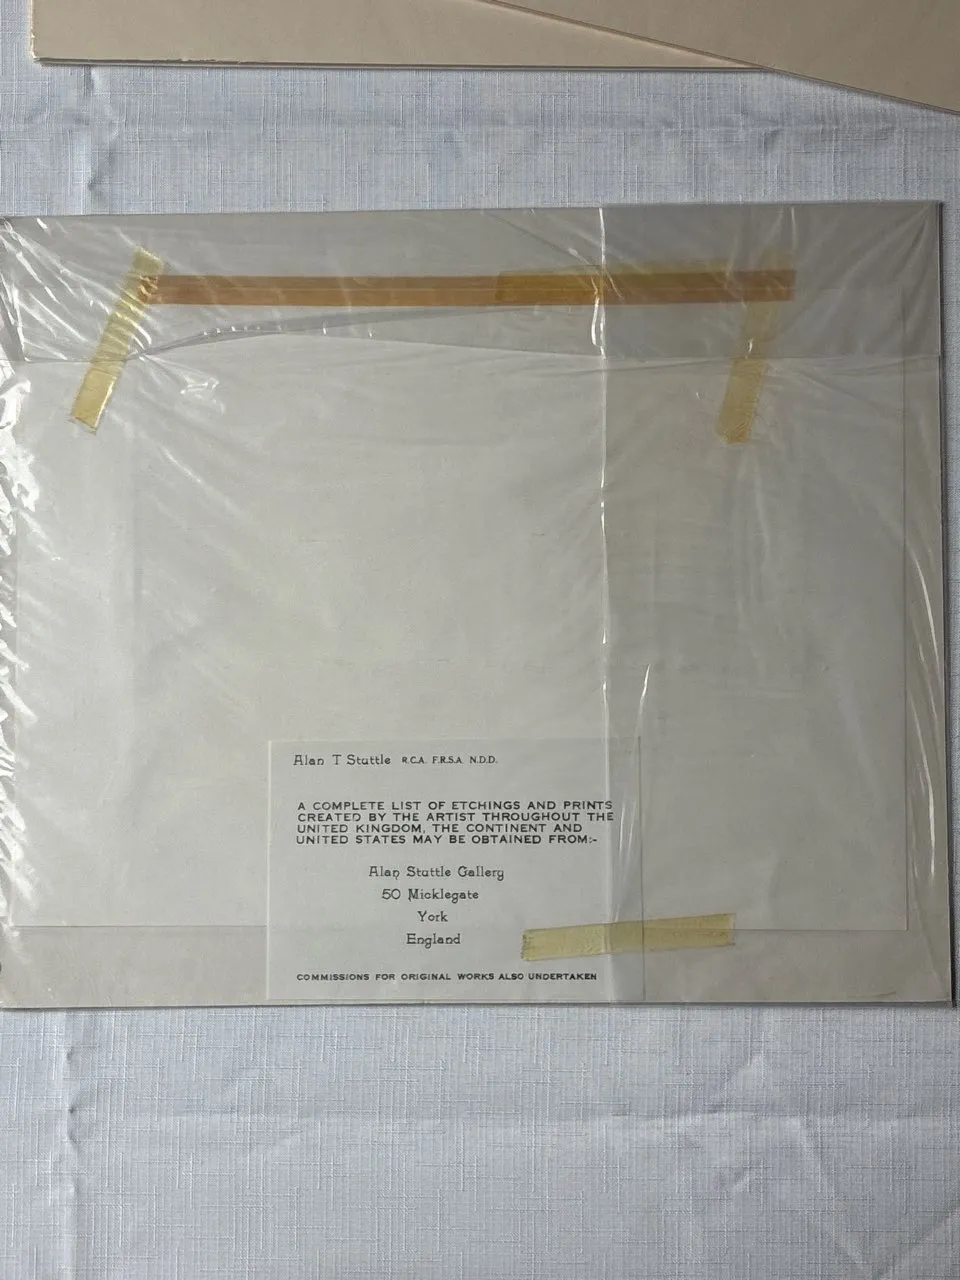 Alan T Stuttle R.C.A. F.R.S.A. N.D.D.
A COMPLETE LIST OF ETCHINGS AND PRINTS
CREATED BY THE ARTIST THROUGHOUT THE
UNITED KINGDOM, THE CONTINENT AND
UNITED STATES MAY BE OBTAINED FROM:-
Alan Stuttle Gallery
50 Micklegate
York
England
COMMISSIONS FOR ORIGINAL WORKS ALSO UNDERTAKEN